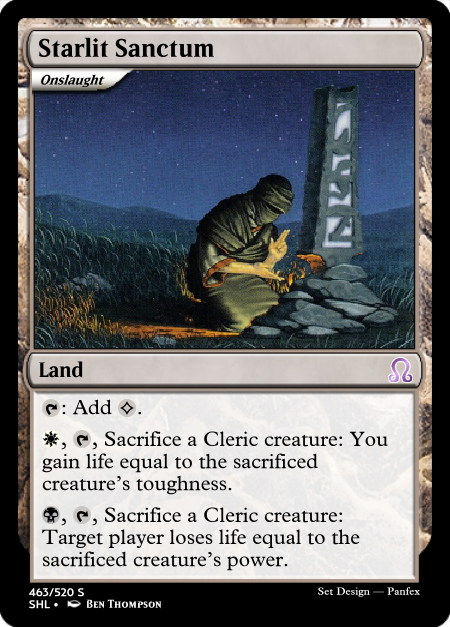 Starlit Sanctum
Onslaught
Land
: Add .
, , Sacrifice a Cleric creature: You
gain life equal to the sacrificed
creature's toughness.
, , Sacrifice a Cleric creature:
Target player loses life equal to the
sacrificed creature's power.
463/520 S
Set Design — Panfex
SHL • Ben Thompson